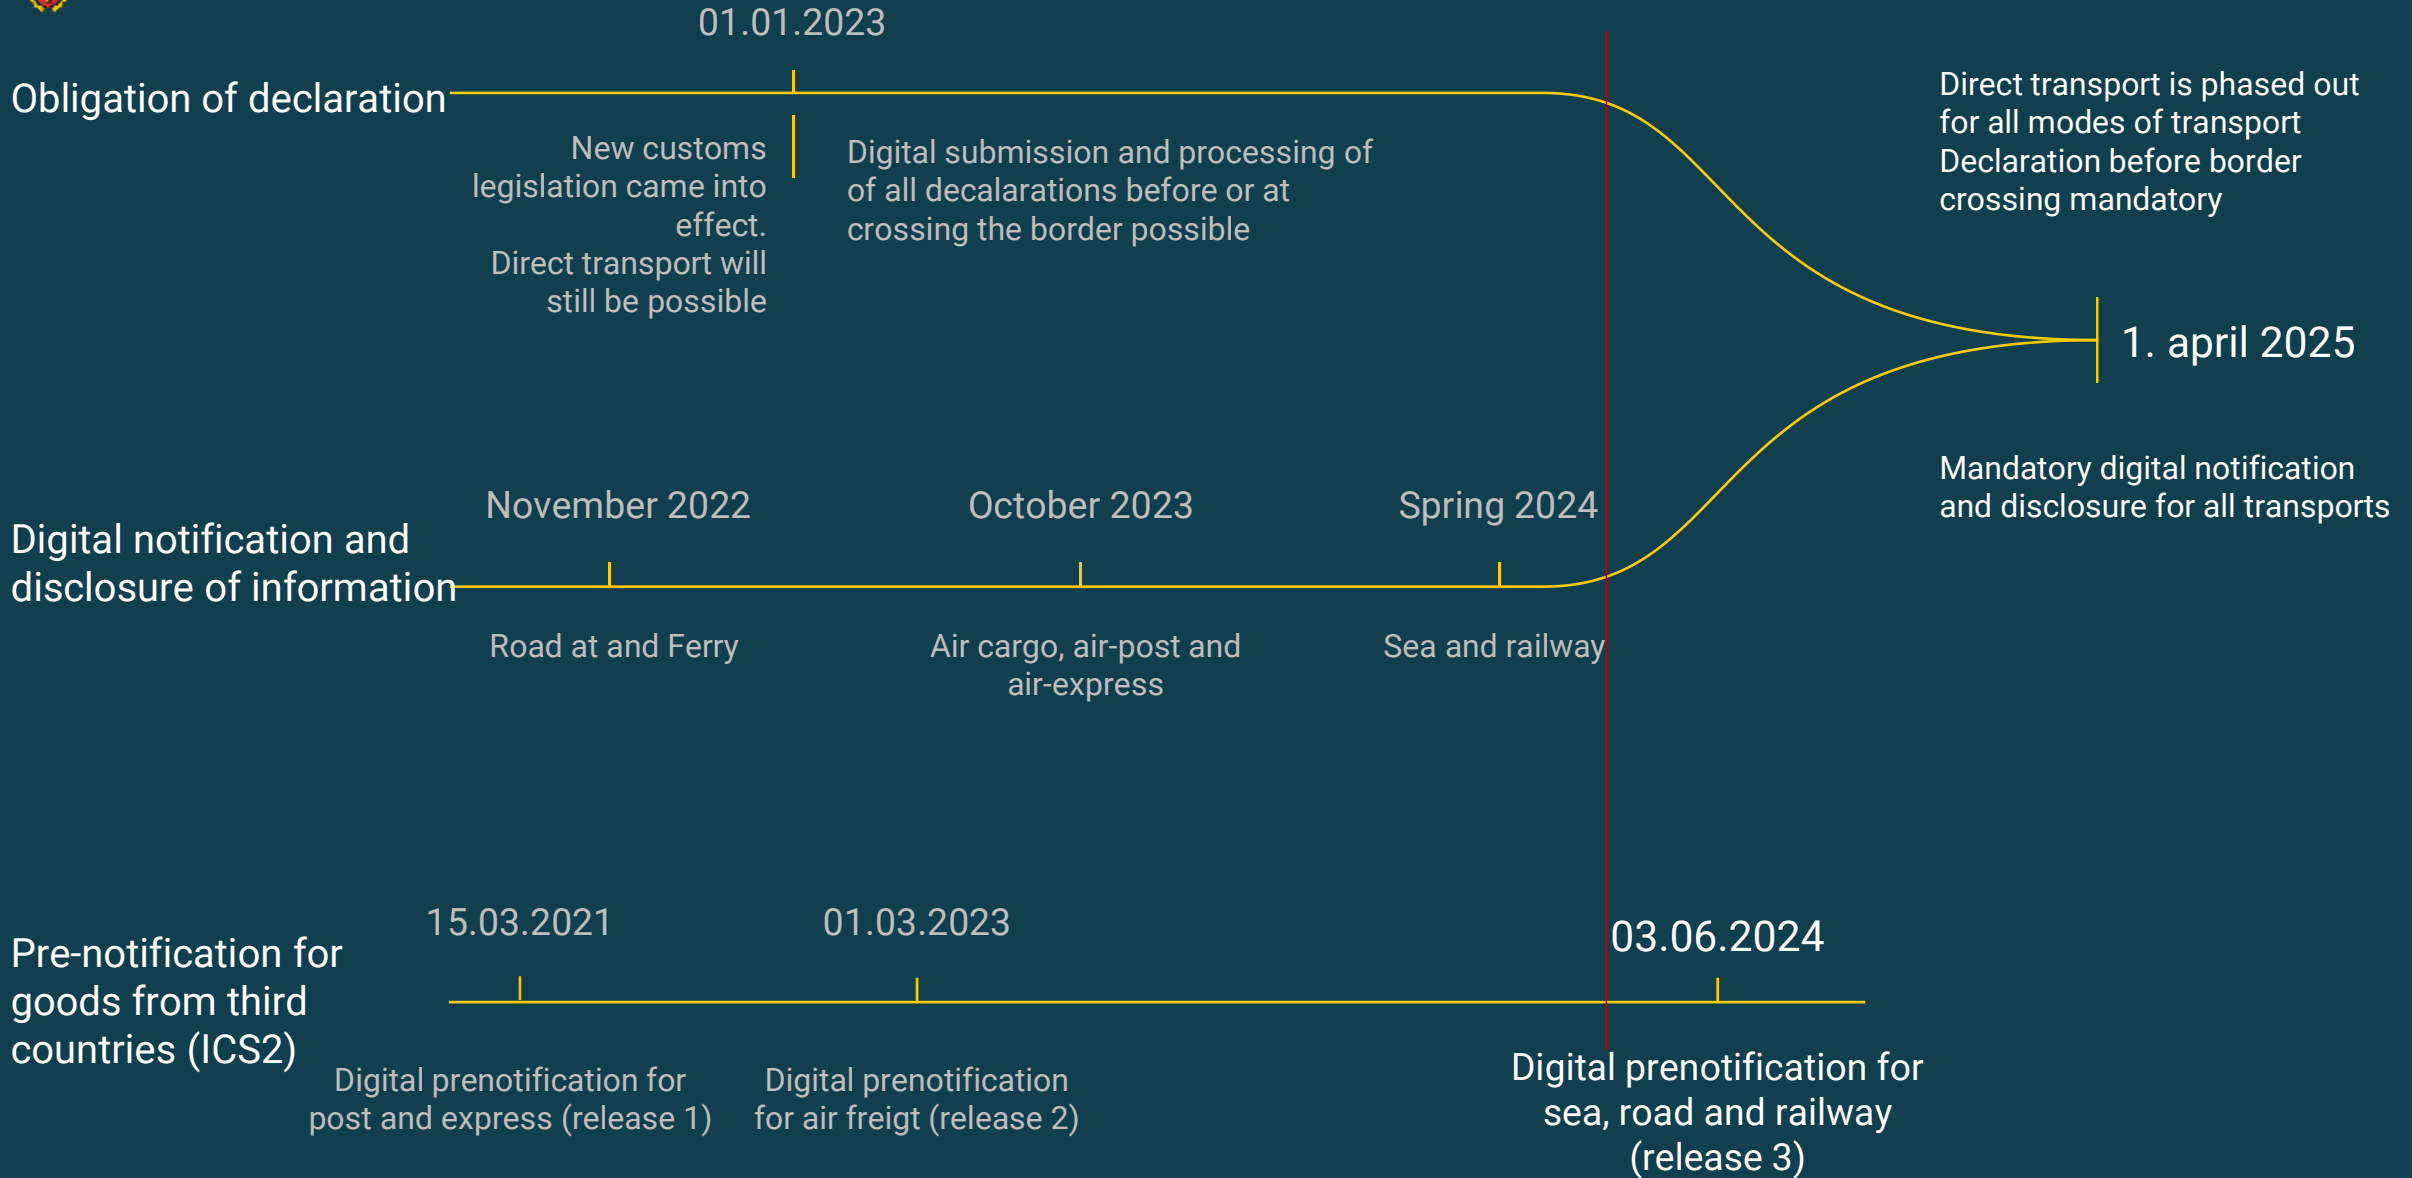 01.01.2023
Obligation of declaration
New customs
legislation came into
effect.
Direct transport will
still be possible
Digital submission and processing of
of all decalarations before or at
crossing the border possible
Direct transport is phased out
for all modes of transport
Declaration before border
crossing mandatory
1. april 2025
Mandatory digital notification
and disclosure for all transports
Digital notification and
disclosure of information
November 2022
October 2023
Spring 2024
Road at and Ferry
Air cargo, air-post and
air-express
Sea and railway
Pre-notification for
goods from third
countries (ICS2)
15.03.2021
01.03.2023
03.06.2024
Digital prenotification for
post and express (release 1)
Digital prenotification
for air freigt (release 2)
Digital prenotification for
sea, road and railway
(release 3)